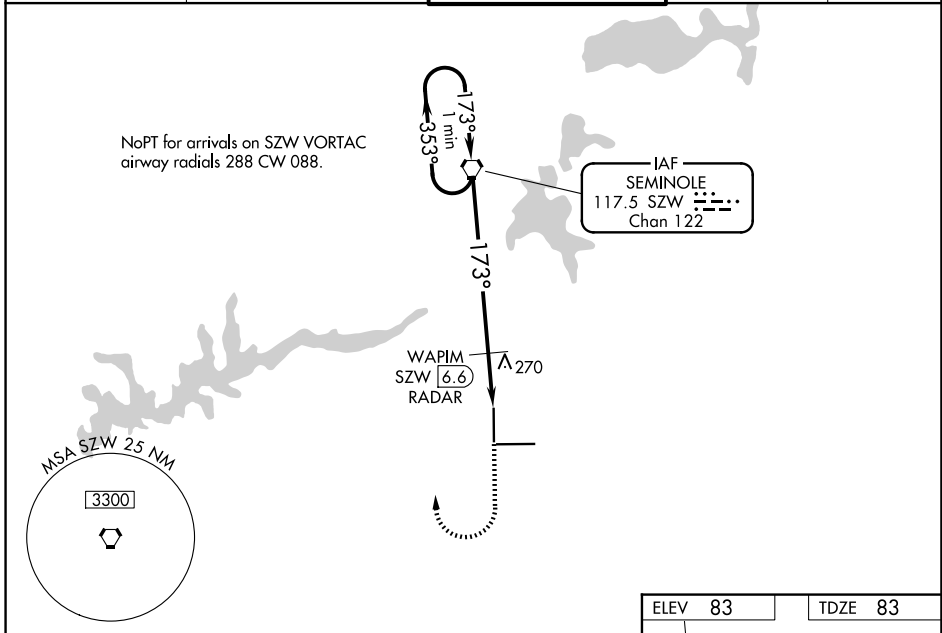 NoPT for arrivals on SZW VORTAC
airway radials 288 CW 088.
173°
1 min
353°
IAF
SEMINOLE
117.5 SZW
Chan 122
173°
WAPIM
SZW 6.6
RADAR
270
MSA SZW 25 NM
3300
ELEV 83
TDZE 83